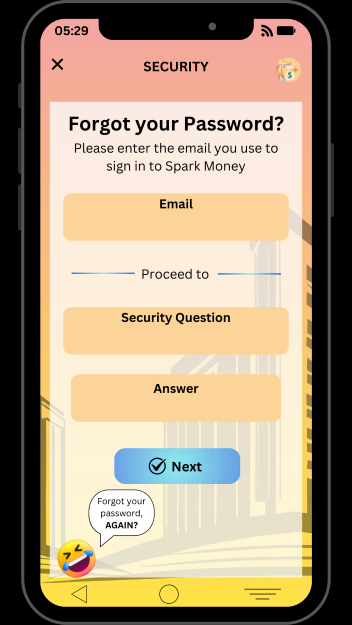 05:29
SECURITY
Forgot your Password?
Please enter the email you use to
sign in to Spark Money
Email
Proceed to
Security Question
Answer
Next
Forgot your
password,
AGAIN?